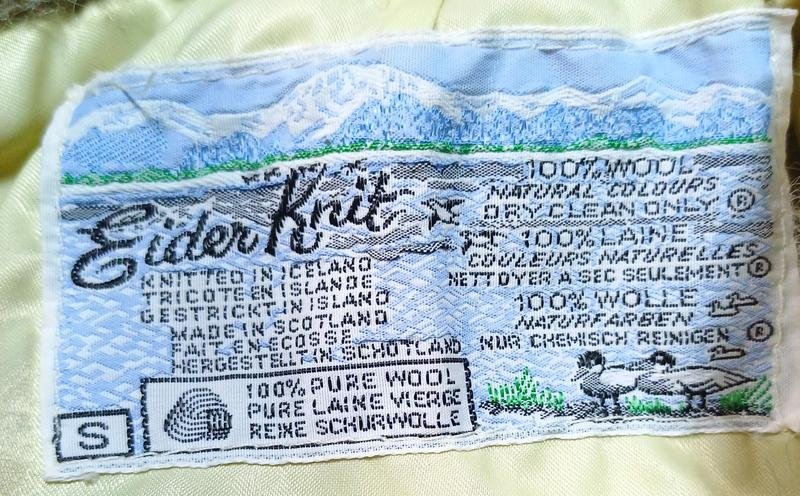 Eider Knit
KNITTED IN ICELAND
TRICOTE EN ISLANDE
GESTRICKT IN ISLAND
MADE IN SCOTLAND
FAIT EN ECOSSE
HERGESTELLT IN SCHOTLAND
100% PURE WOOL
PURE LAINE VIERGE
REINE SCHURWOLLE
S
100% WOOL
NATURAL COLOURS
DRY CLEAN ONLY Ⓟ
100% LAINE
COULEURS NATURELLES
NETTOYER A SEC SEULEMENT Ⓟ
100% WOLLE
NATURFARBEN
NUR CHEMISCH REINIGEN Ⓟ